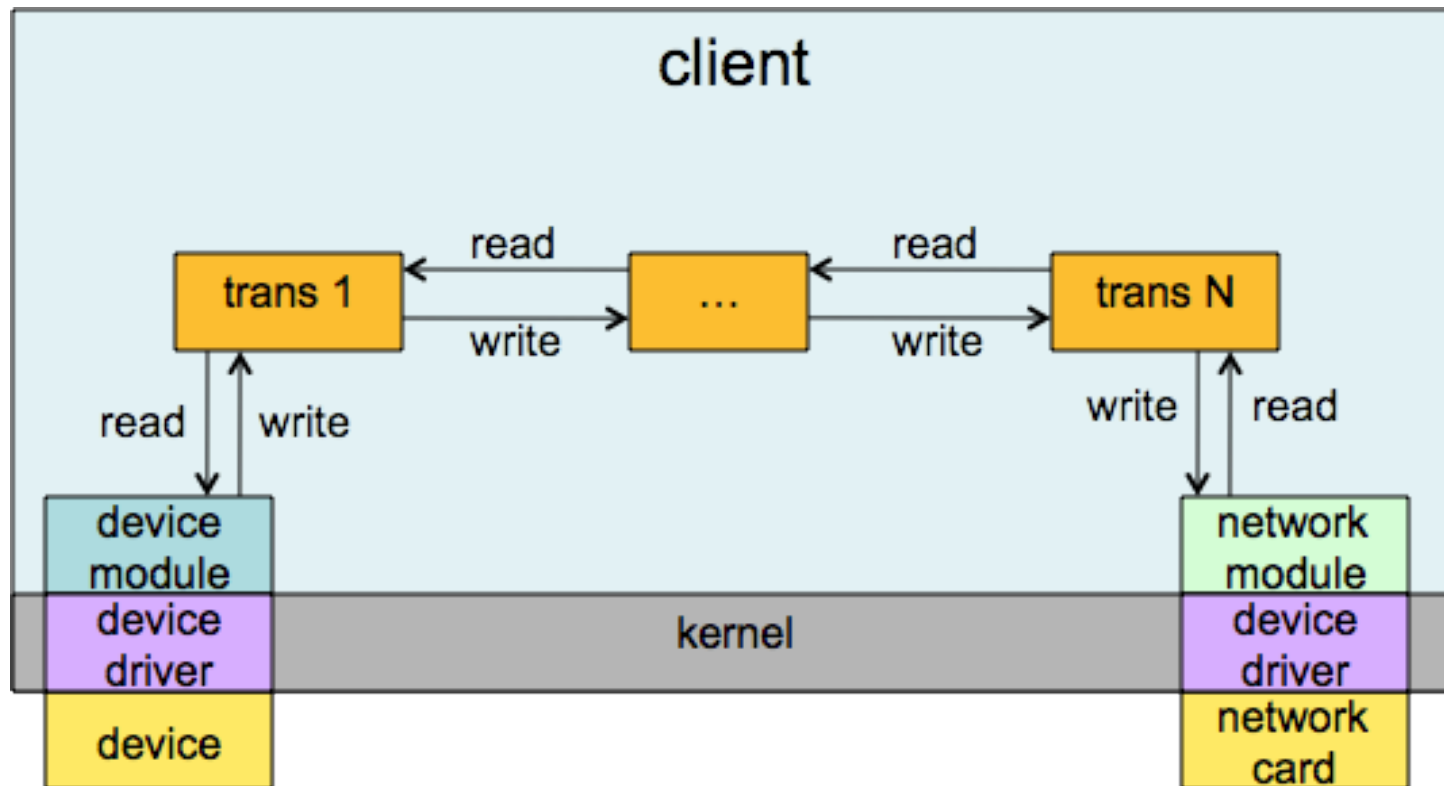 client
read
read
trans 1
...
trans N
write
write
read
write
write
read
device
module
network
module
device
driver
kernel
device
driver
device
network
card